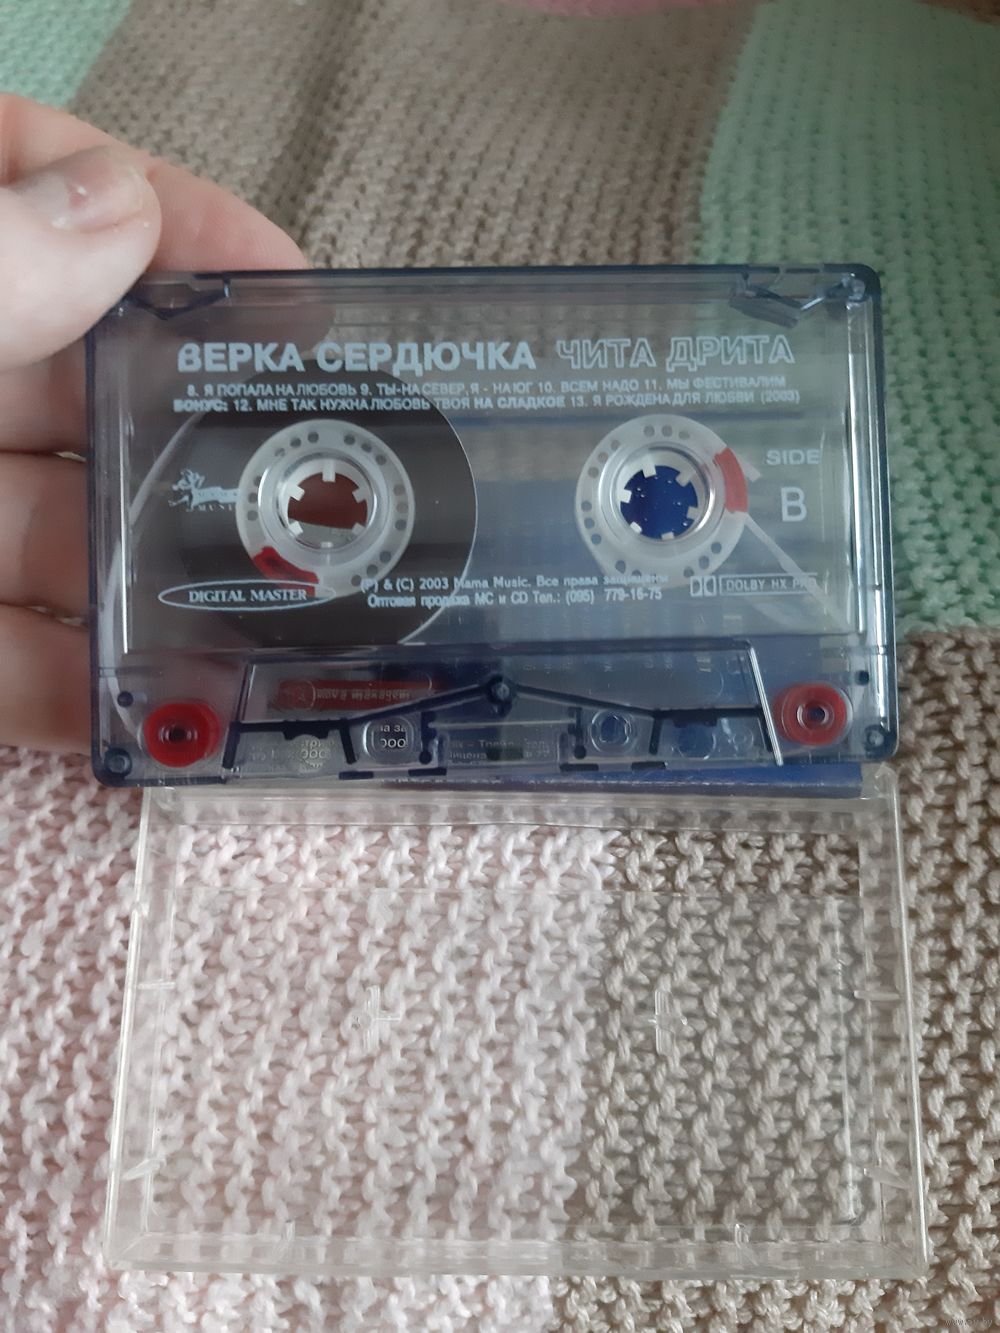 ВЕРКА СЕРДЮЧКА ЧИТА ДРИТА
8. Я ПОПАЛА НА ЛЮБОВЬ 9. ТЫ-НА СЕВЕР, Я - НА ЮГ 10. ВСЕМ НАДО 11. МЫ ФЕСТИВАЛИМ
БОНУС: 12. МНЕ ТАК НУЖНА ЛЮБОВЬ ТВОЯ НА СЛАДКОЕ 13. Я РОЖДЕНА ДЛЯ ЛЮБВИ (2003)
SIDE
B
DIGITAL MASTER
(P) & (C) 2003 Mama Music. Все права защищены
Оптовая продажа МС и CD Тел.: (095) 779-16-75
DOLBY HX PRO